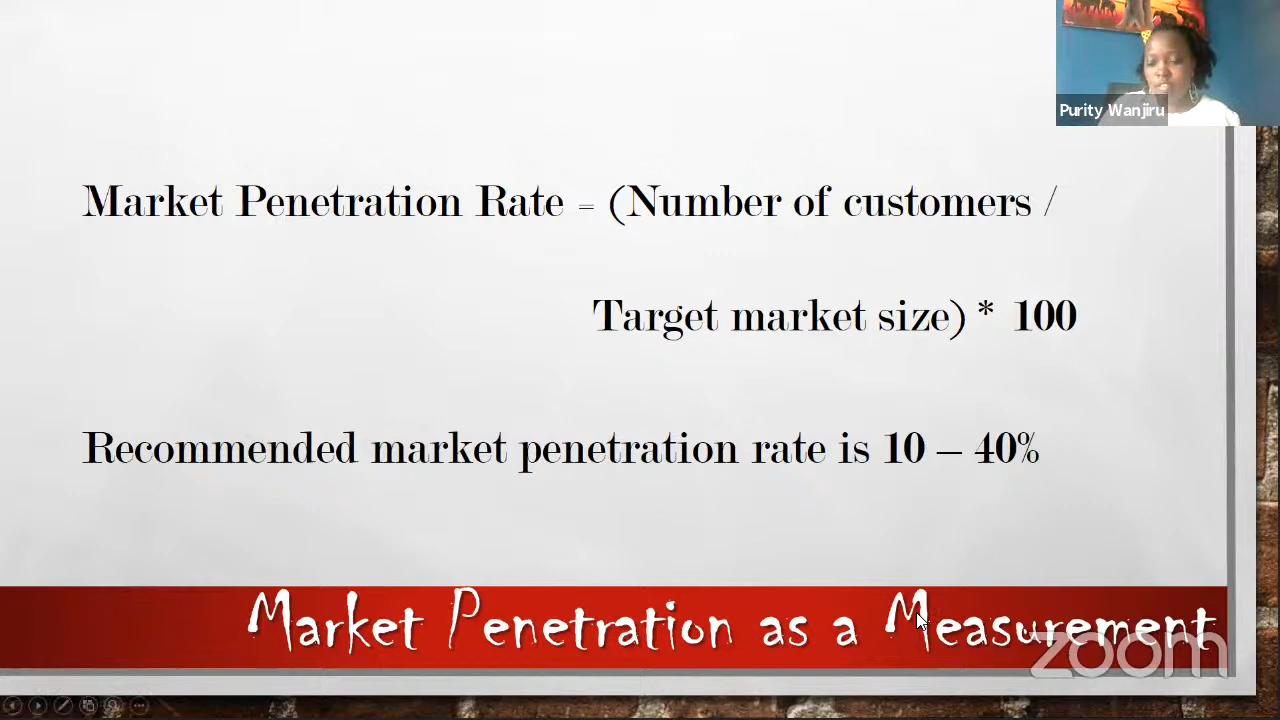 Purity Wanjiru
Market Penetration Rate = (Number of customers /
Target market size) * 100
Recommended market penetration rate is 10 – 40%
Market Penetration as a Measurement
zoom